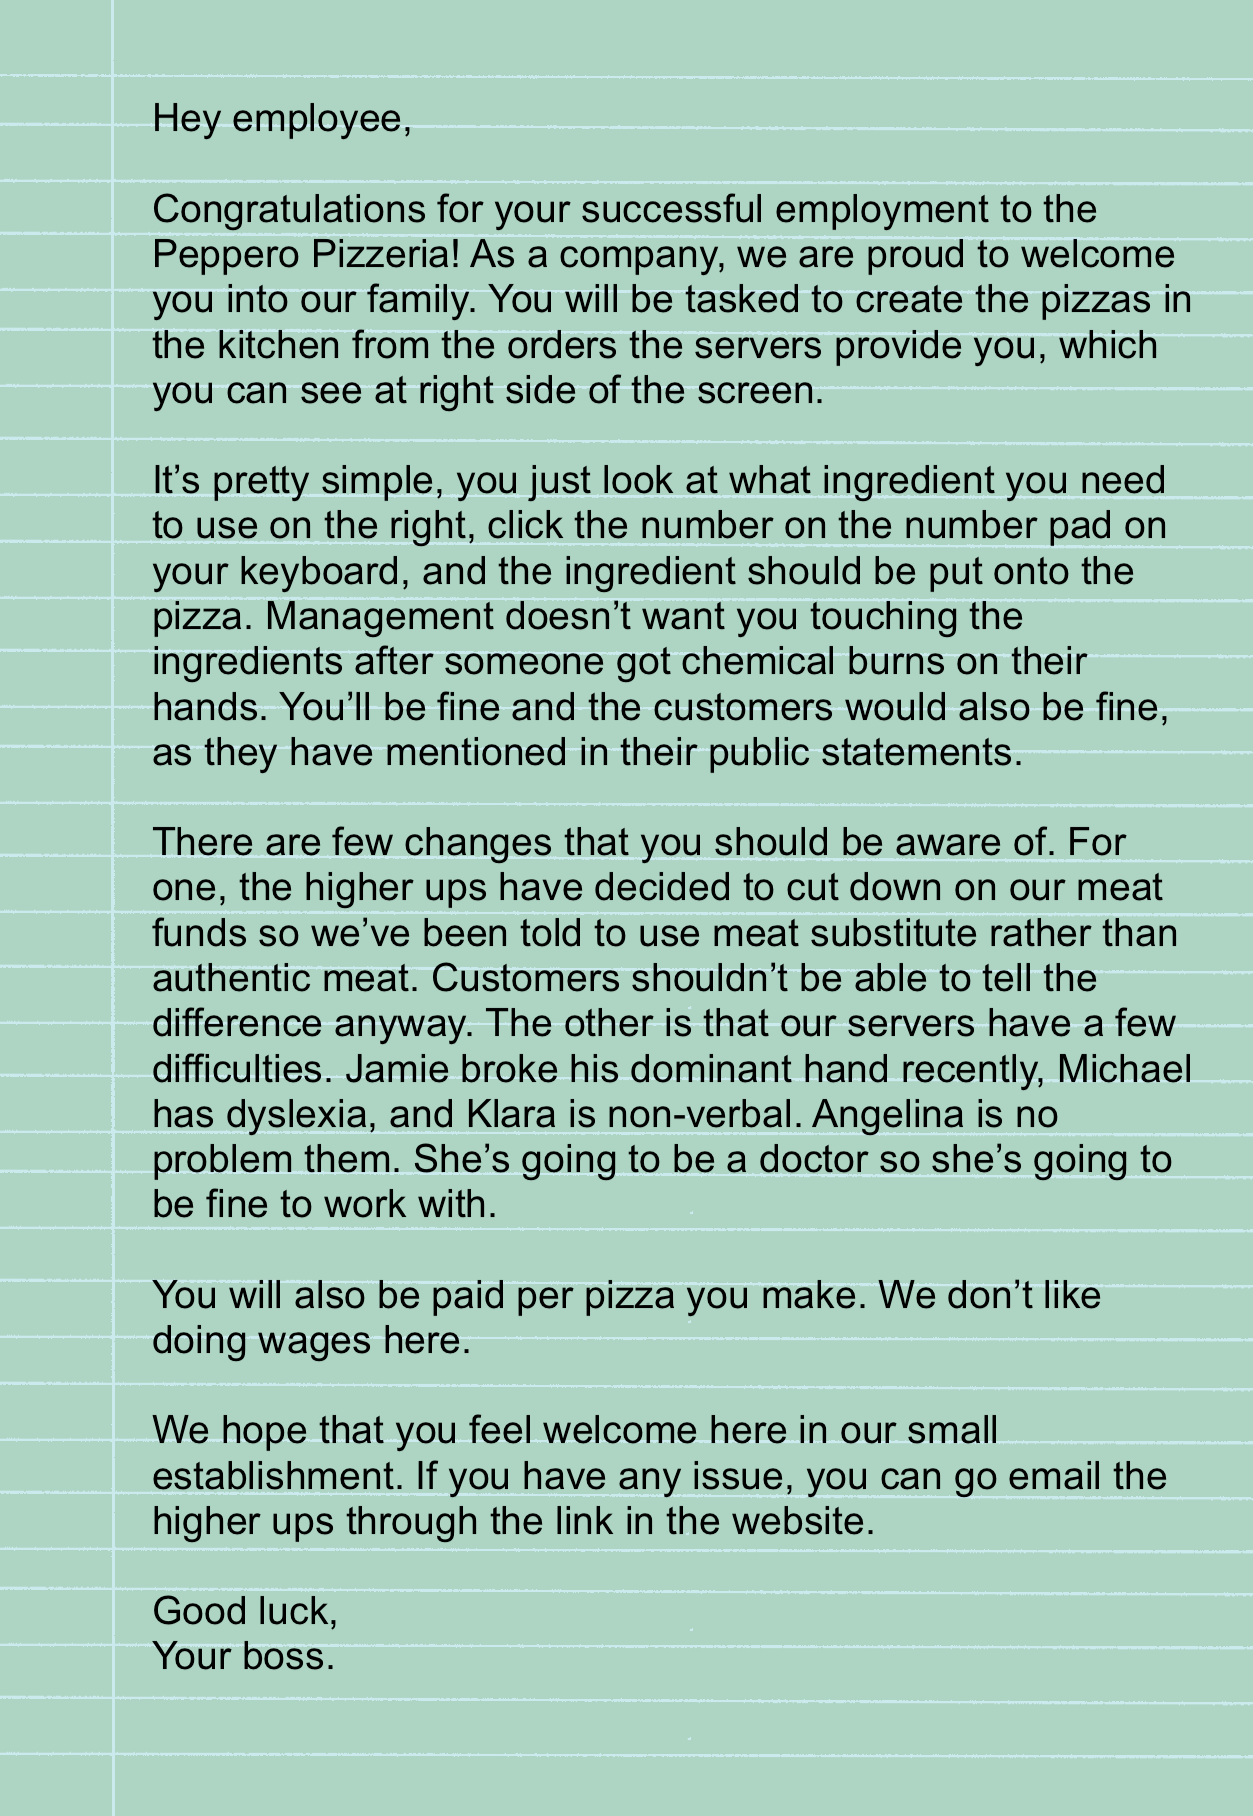 Hey employee,
Congratulations for your successful employment to the
Peppero Pizzeria! As a company, we are proud to welcome
you into our family. You will be tasked to create the pizzas in
the kitchen from the orders the servers provide you, which
you can see at right side of the screen.
It’s pretty simple, you just look at what ingredient you need
to use on the right, click the number on the number pad on
your keyboard, and the ingredient should be put onto the
pizza. Management doesn’t want you touching the
ingredients after someone got chemical burns on their
hands. You’ll be fine and the customers would also be fine,
as they have mentioned in their public statements.
There are few changes that you should be aware of. For
one, the higher ups have decided to cut down on our meat
funds so we’ve been told to use meat substitute rather than
authentic meat. Customers shouldn’t be able to tell the
difference anyway. The other is that our servers have a few
difficulties. Jamie broke his dominant hand recently, Michael
has dyslexia, and Klara is non-verbal. Angelina is no
problem them. She’s going to be a doctor so she’s going to
be fine to work with.
You will also be paid per pizza you make. We don’t like
doing wages here.
We hope that you feel welcome here in our small
establishment. If you have any issue, you can go email the
higher ups through the link in the website.
Good luck,
Your boss.